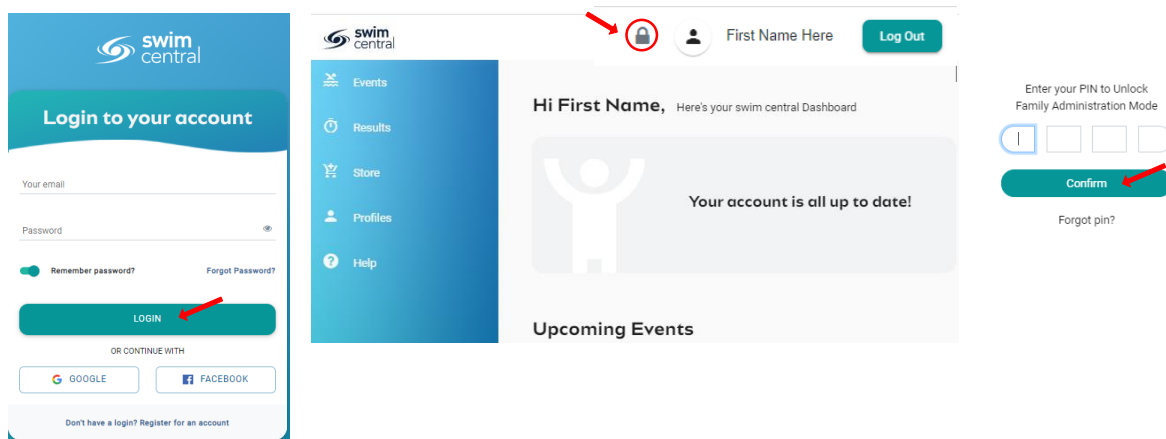 swim
central
Login to your account
Your email
Password
Remember password?
Forgot Password?
LOGIN
OR CONTINUE WITH
GOOGLE
FACEBOOK
Don't have a login? Register for an account
swim
central
Events
Results
Store
Profiles
Help
First Name Here
Log Out
Hi First Name, Here's your swim central Dashboard
Your account is all up to date!
Upcoming Events
Enter your PIN to Unlock
Family Administration Mode
Confirm
Forgot pin?